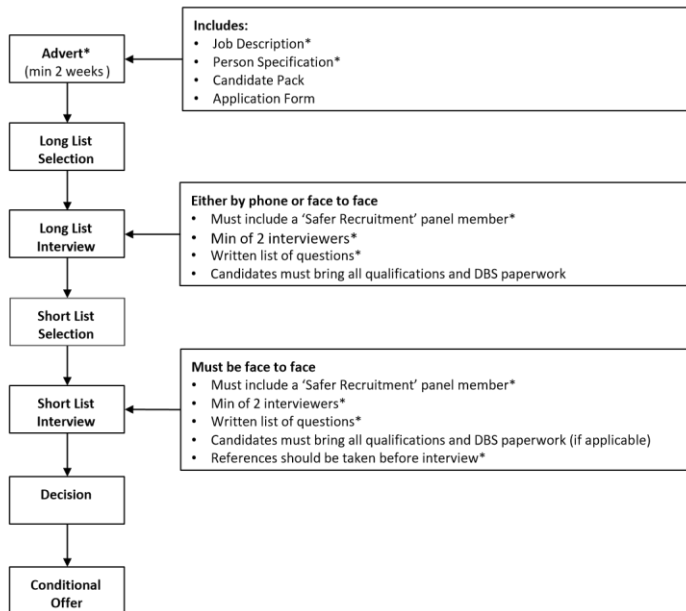 Advert*
(min 2 weeks )
Includes:
• Job Description*
• Person Specification*
• Candidate Pack
• Application Form
Long List
Selection
Long List
Interview
Either by phone or face to face
• Must include a ‘Safer Recruitment’ panel member*
• Min of 2 interviewers*
• Written list of questions*
• Candidates must bring all qualifications and DBS paperwork
Short List
Selection
Short List
Interview
Must be face to face
• Must include a ‘Safer Recruitment’ panel member*
• Min of 2 interviewers*
• Written list of questions*
• Candidates must bring all qualifications and DBS paperwork (if applicable)
• References should be taken before interview*
Decision
Conditional
Offer